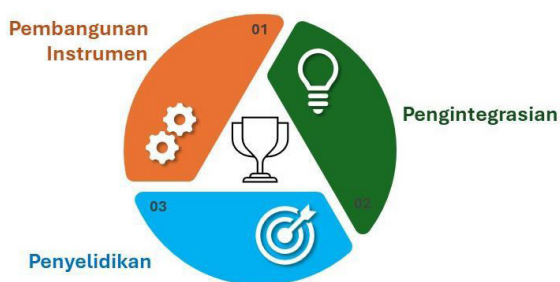 Pembangunan
Instrumen
01
Pengintegrasian
02
03
Penyelidikan